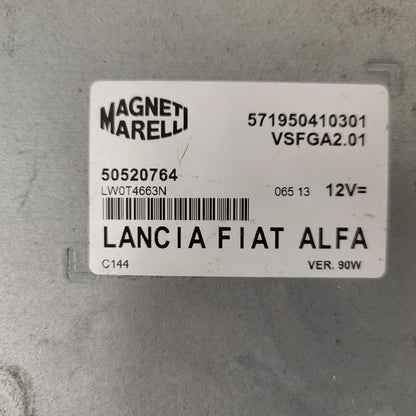 MAGNETI
MARELLI
571950410301
VSFGA2.01
50520764
LW0T4663N
065 13 12V=
LANCIA FIAT ALFA
C144 VER. 90W